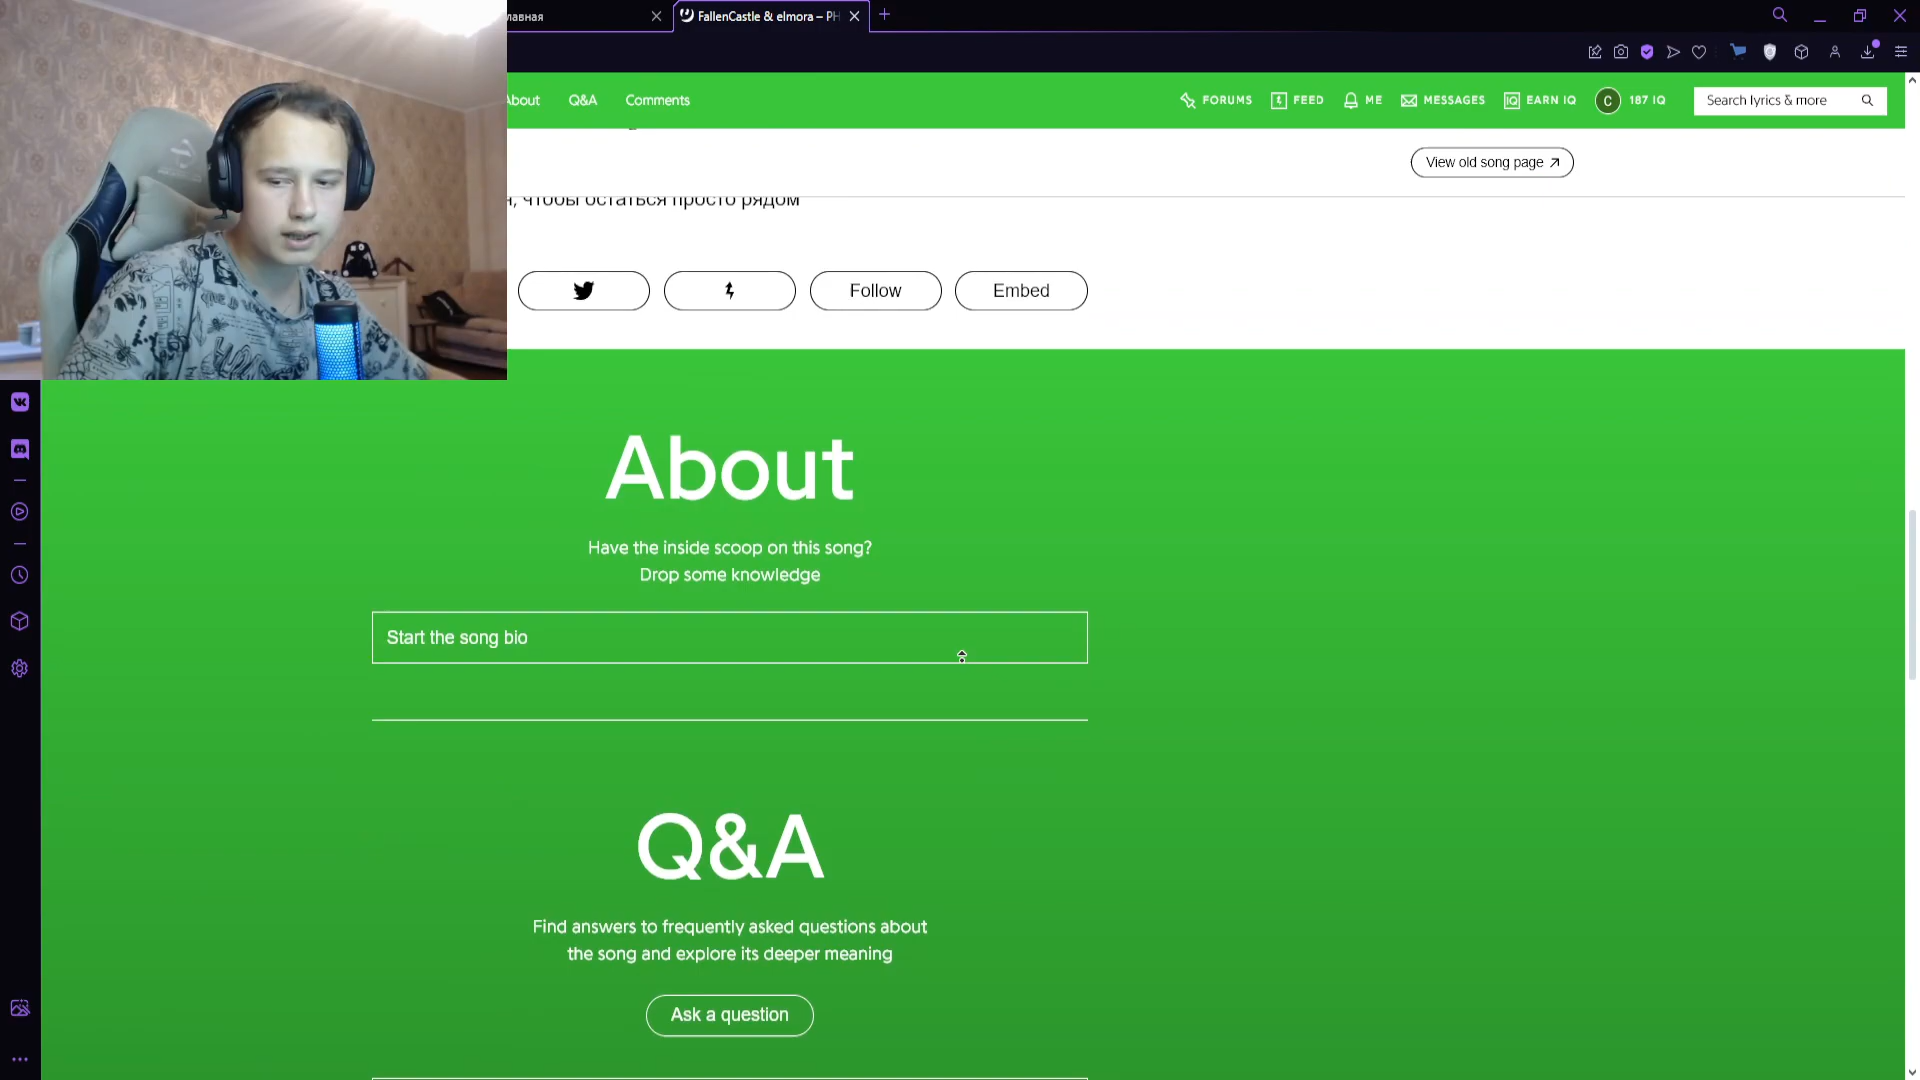 FallenCastle & elmora – PH
About
Q&A
Comments
FORUMS
FEED
ME
MESSAGES
EARN IQ
C
187 IQ
Search lyrics & more
View old song page
чтобы остаться просто рядом
Follow
Embed
About
Have the inside scoop on this song?
Drop some knowledge
Start the song bio
Q&A
Find answers to frequently asked questions about
the song and explore its deeper meaning
Ask a question